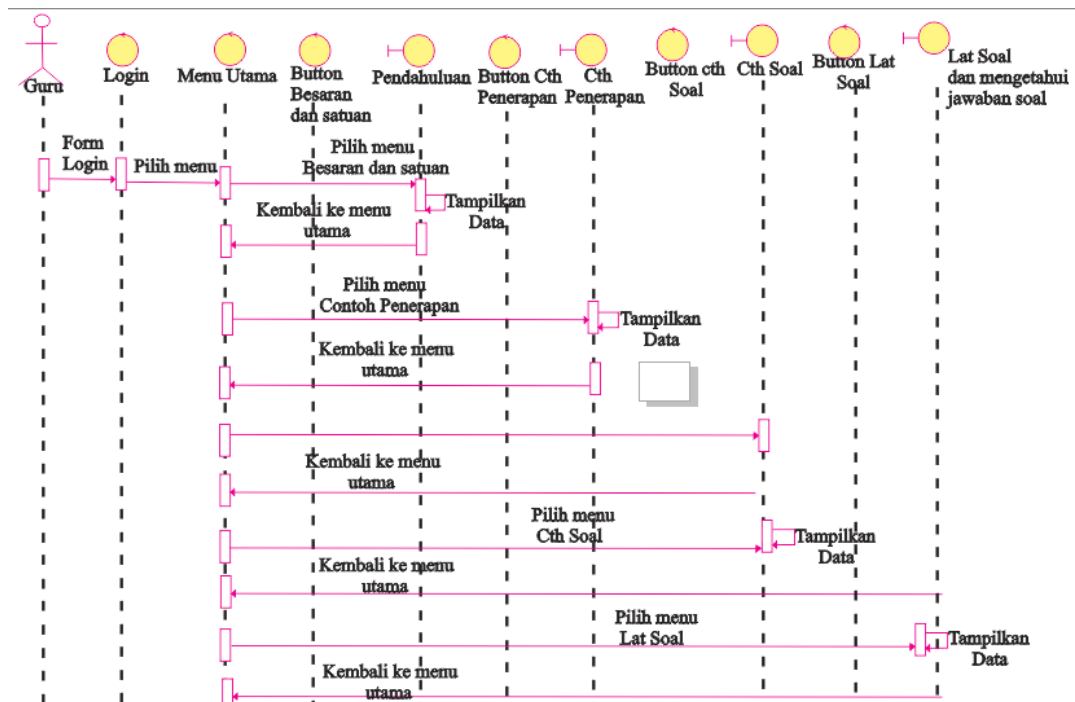 Guru
Login
Menu Utama
Button
Besaran
dan satuan
Pendahuluan
Button Cth
Penerapan
Cth
Penerapan
Button cth
Soal
Cth Soal
Button Lat
Soal
Lat Soal
dan mengetahui
jawaban soal
Form
Login
Pilih menu
Pilih menu
Besaran dan satuan
Tampilkan
Data
Kembali ke menu
utama
Pilih menu
Contoh Penerapan
Tampilkan
Data
Kembali ke menu
utama
Kembali ke menu
utama
Pilih menu
Cth Soal
Tampilkan
Data
Kembali ke menu
utama
Pilih menu
Lat Soal
Tampilkan
Data
Kembali ke menu
utama